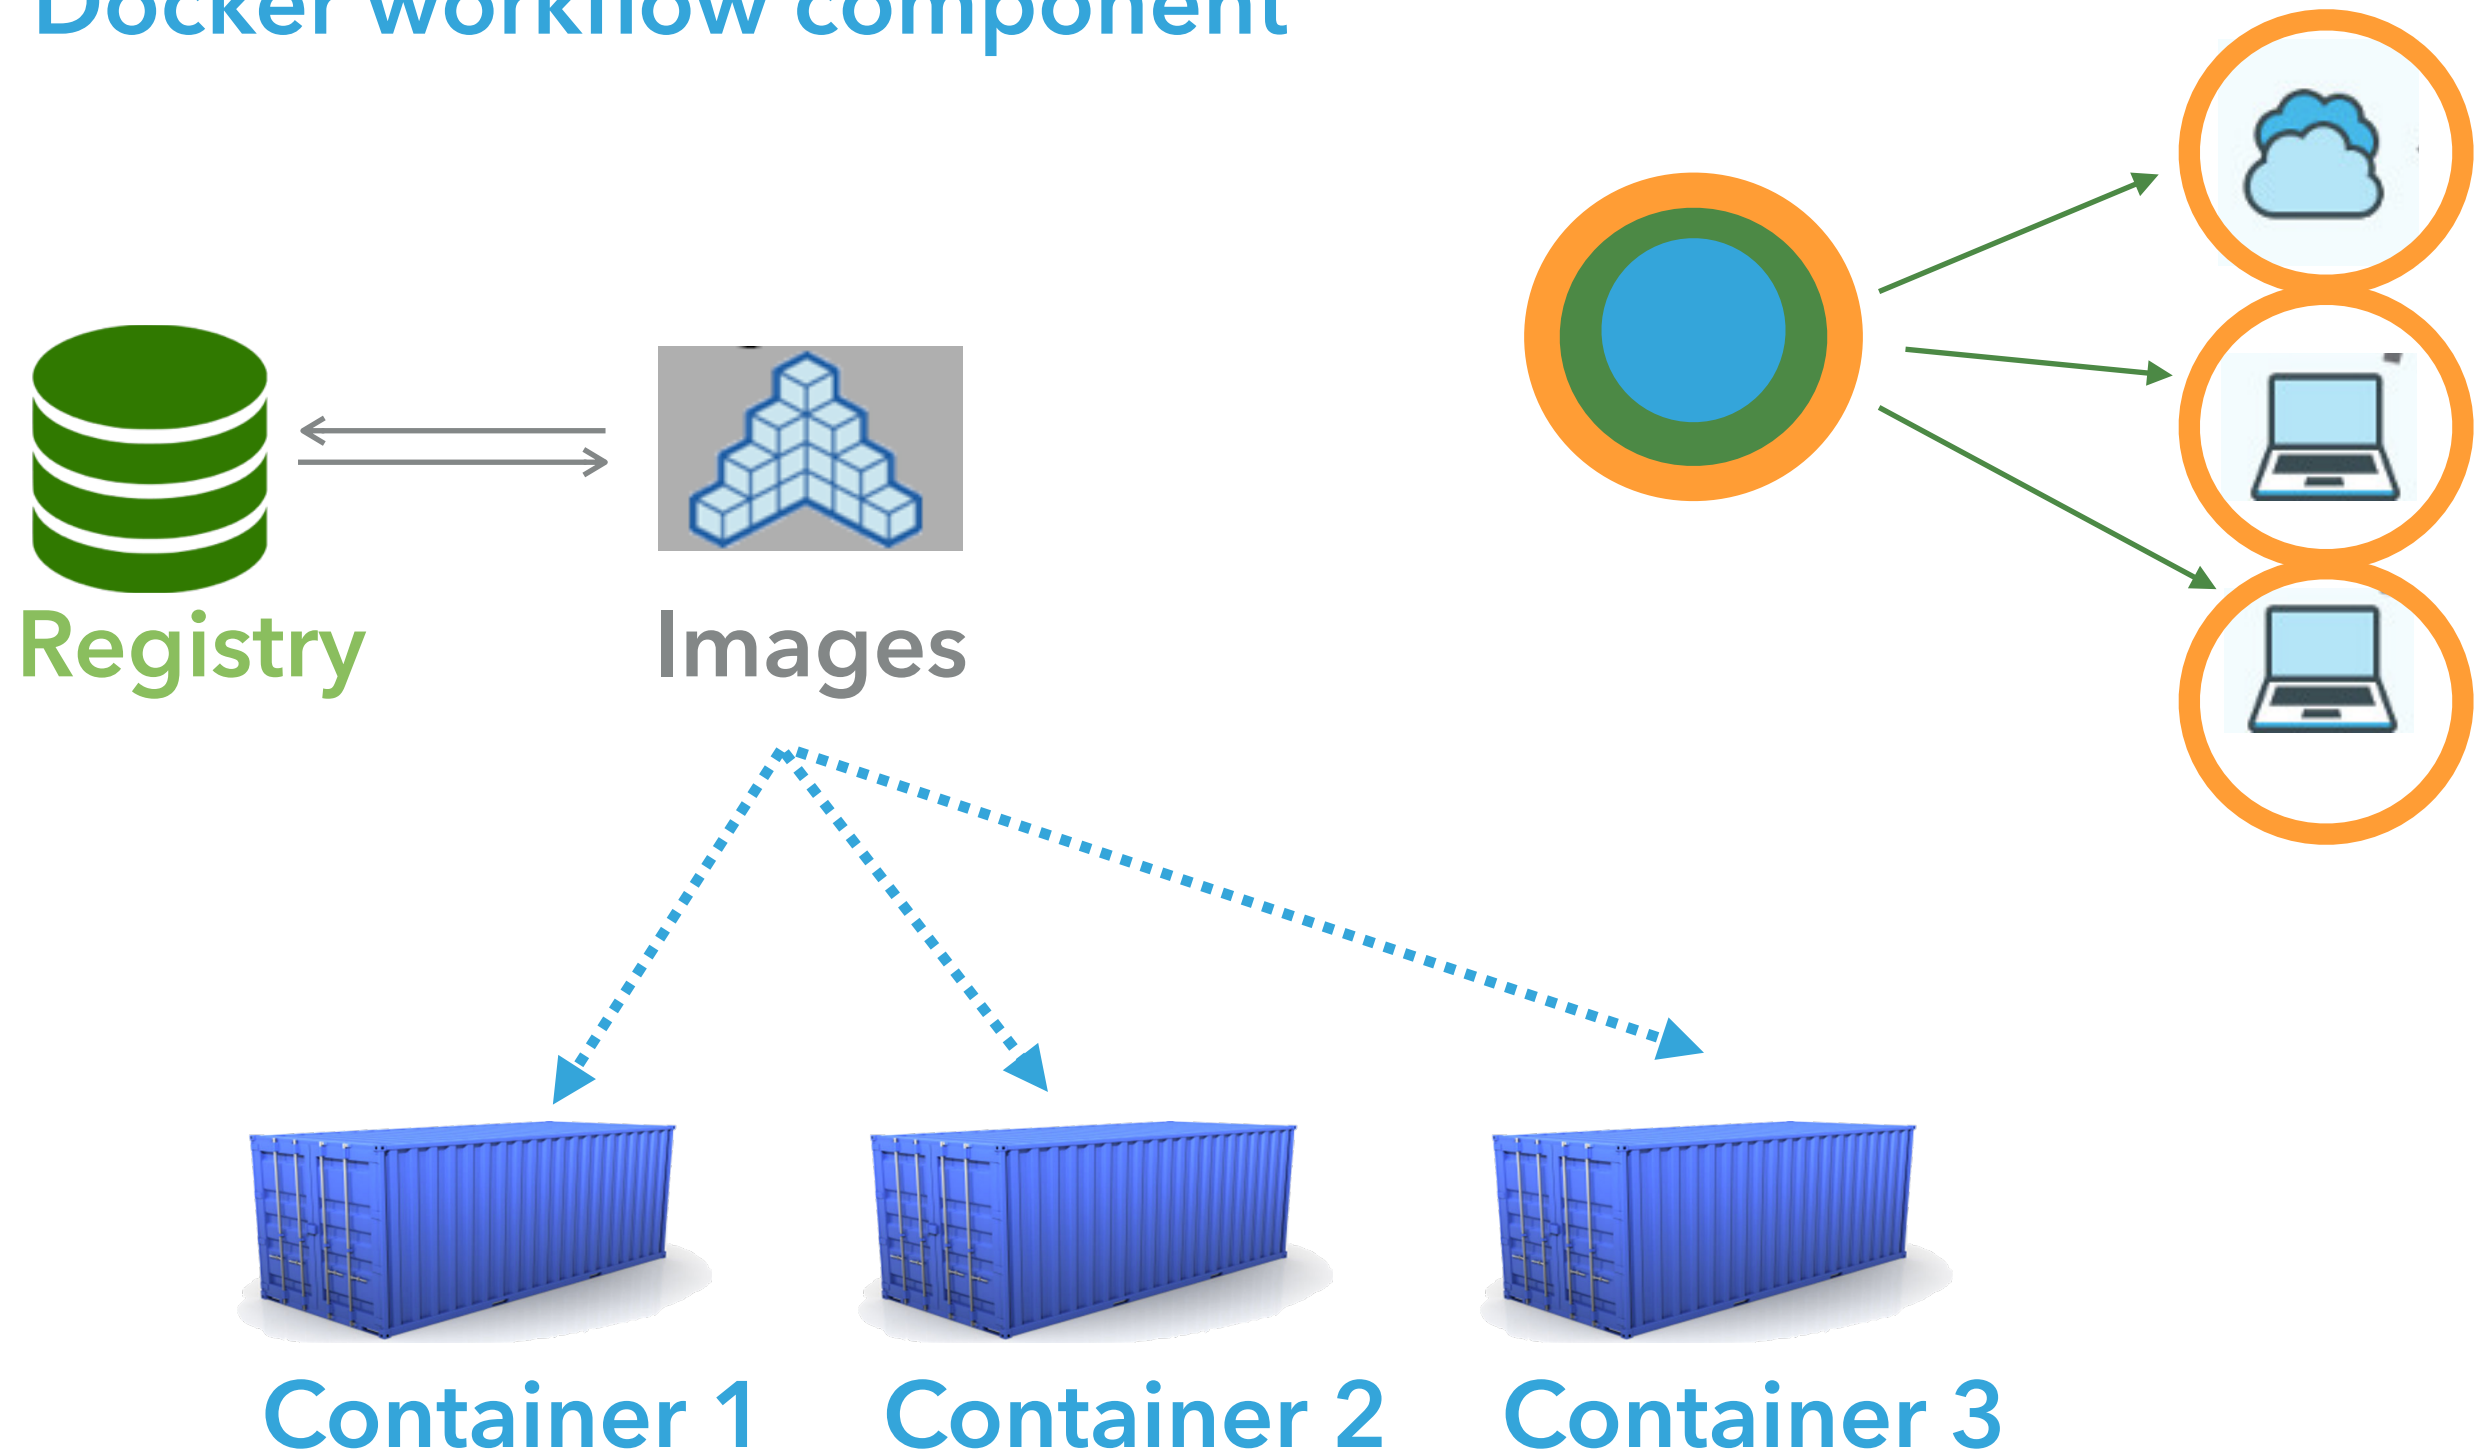 Docker workflow component
Registry
Images
Container 1
Container 2
Container 3